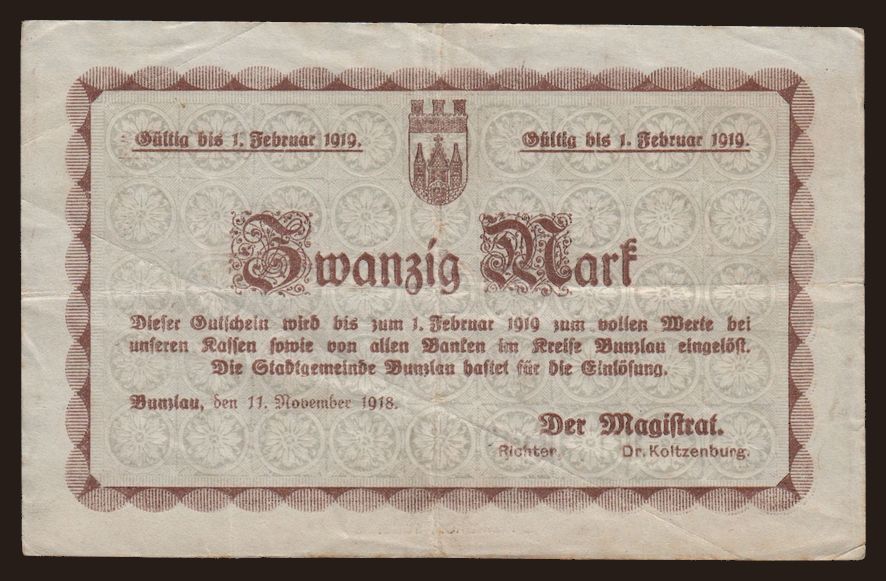 Gültig bis 1. Februar 1919. Gültig bis 1. Februar 1919.
Zwanzig Mark
Dieser Gutschein wird bis zum 1. Februar 1919 zum vollen Werte bei
unseren Kassen sowie von allen Banken im Kreise Bunzlau eingelöst.
Die Stadtgemeinde Bunzlau haftet für die Einlösung.
Bunzlau, den 11. November 1918.
Der Magistrat.
Richter Dr. Koltzenburg.